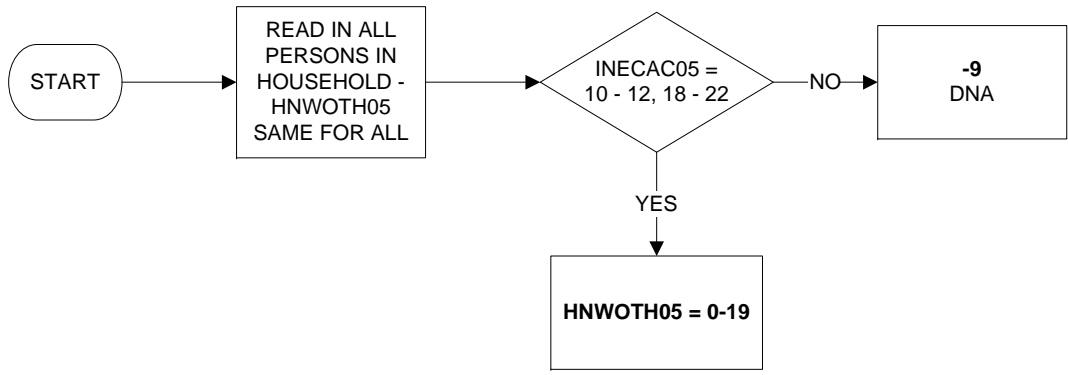 START
READ IN ALL
PERSONS IN
HOUSEHOLD -
HNWOTH05
SAME FOR ALL
INECAC05 =
10 - 12, 18 - 22
NO
-9
DNA
YES
HNWOTH05 = 0-19